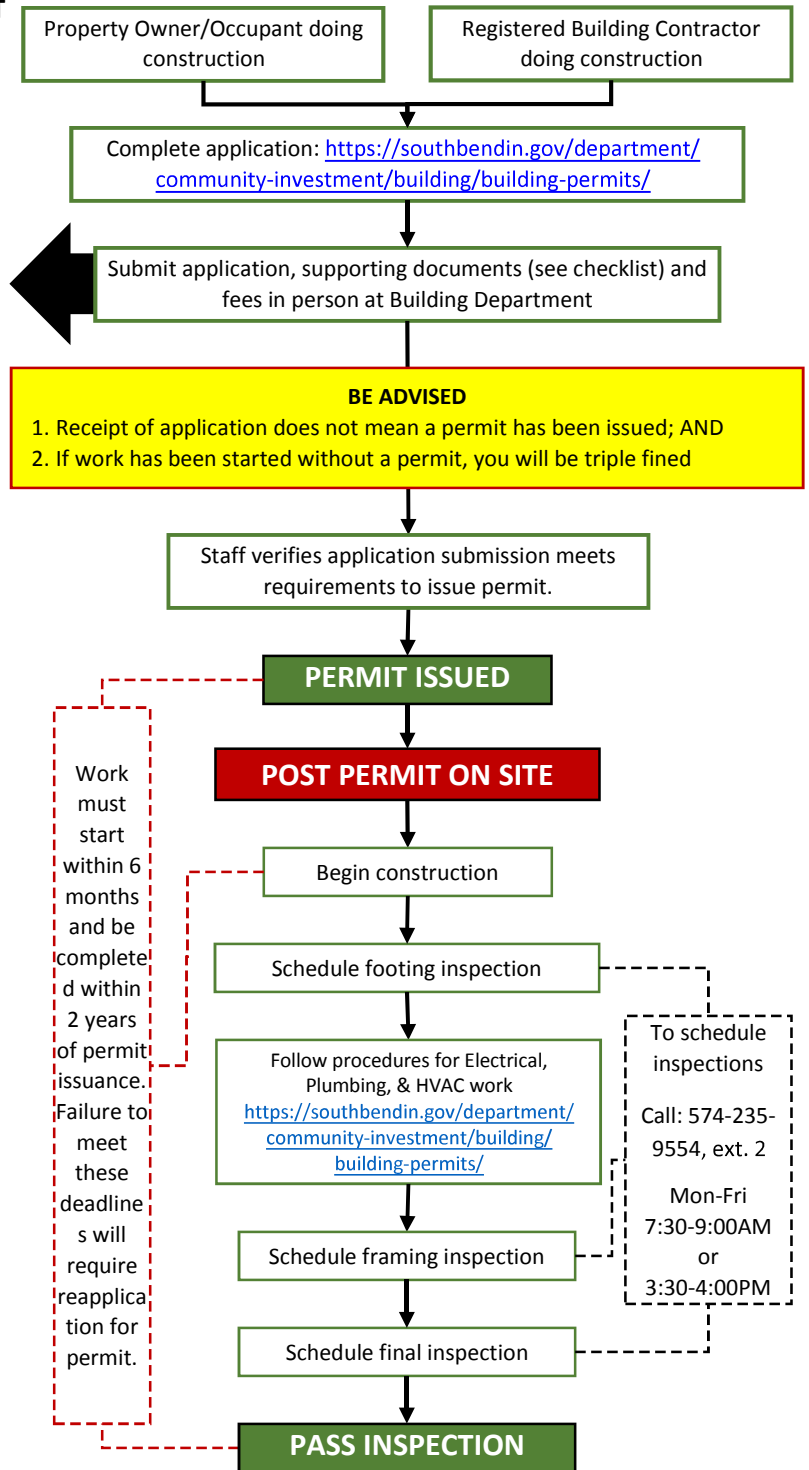 Property Owner/Occupant doing
construction
Registered Building Contractor
doing construction
Complete application: https://southbendin.gov/department/
community-investment/building/building-permits/
Submit application, supporting documents (see checklist) and
fees in person at Building Department
BE ADVISED
1. Receipt of application does not mean a permit has been issued; AND
2. If work has been started without a permit, you will be triple fined
Staff verifies application submission meets
requirements to issue permit.
PERMIT ISSUED
POST PERMIT ON SITE
Work
must
start
within 6
months
and be
complete
d within
2 years
of permit
issuance.
Failure to
meet
these
deadline
s will
require
reapplica
tion for
permit.
Begin construction
Schedule footing inspection
Follow procedures for Electrical,
Plumbing, & HVAC work
https://southbendin.gov/department/
community-investment/building/
building-permits/
To schedule
inspections
Call: 574-235-
9554, ext. 2
Mon-Fri
7:30-9:00AM
or
3:30-4:00PM
Schedule framing inspection
Schedule final inspection
PASS INSPECTION